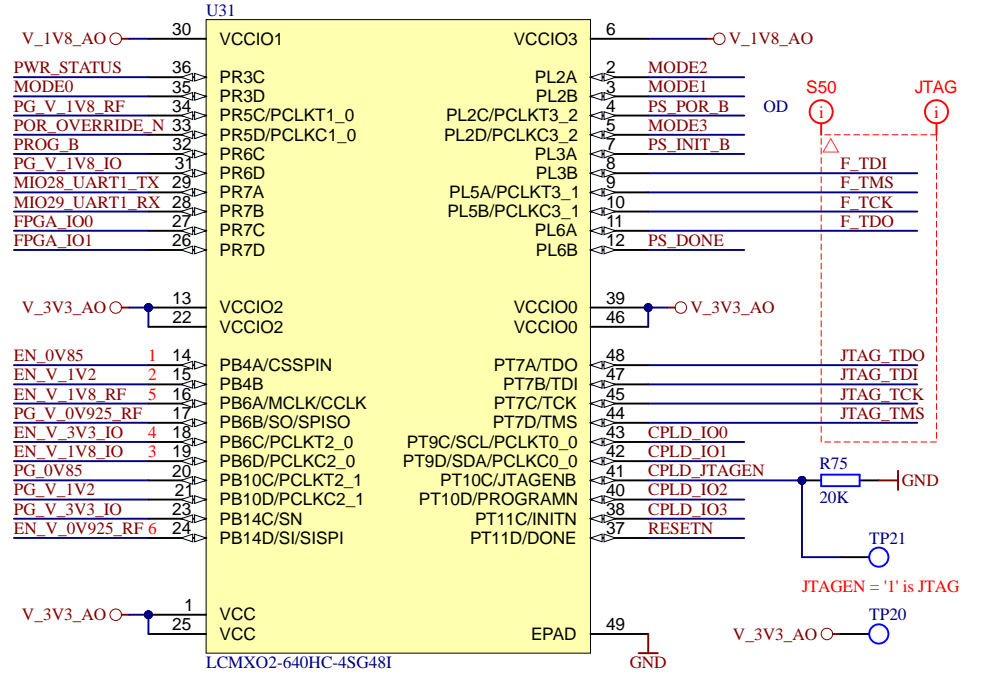 U31
V_1V8_AO 30 VCCIO1 VCCIO3 6 V_1V8_AO
PWR_STATUS 36 PR3C PL2A 2 MODE2
MODE0 35 PR3D PL2B 3 MODE1
PG_V_1V8_RF 34 PR5C/PCLKT1_0 PL2C/PCLKT3_2 4 PS_POR_B OD
POR_OVERRIDE_N 33 PR5D/PCLKC1_0 PL2D/PCLKC3_2 5 MODE3
PROG_B 32 PR6C PL3A 7 PS_INIT_B
PG_V_1V8_IO 31 PR6D PL3B 8 F_TDI
MIO28_UART1_TX 29 PR7A PL5A/PCLKT3_1 9 F_TMS
MIO29_UART1_RX 28 PR7B PL5B/PCLKC3_1 10 F_TCK
FPGA_IO0 27 PR7C PL6A 11 F_TDO
FPGA_IO1 26 PR7D PL6B 12 PS_DONE
S50 JTAG
i i
V_3V3_AO 13 VCCIO2 VCCIO0 39 V_3V3_AO
22 VCCIO2 VCCIO0 46
EN_0V85 1 14 PB4A/CSSPIN PT7A/TDO 48 JTAG_TDO
EN_V_1V2 2 15 PB4B PT7B/TDI 47 JTAG_TDI
EN_V_1V8_RF 5 16 PB6A/MCLK/CCLK PT7C/TCK 45 JTAG_TCK
PG_V_0V925_RF 17 PB6B/SO/SPISO PT7D/TMS 44 JTAG_TMS
EN_V_3V3_IO 4 18 PB6C/PCLKT2_0 PT9C/SCL/PCLKT0_0 43 CPLD_IO0
EN_V_1V8_IO 3 19 PB6D/PCLKC2_0 PT9D/SDA/PCLKC0_0 42 CPLD_IO1
PG_0V85 20 PB10C/PCLKT2_1 PT10C/JTAGENB 41 CPLD_JTAGEN
PG_V_1V2 21 PB10D/PCLKC2_1 PT10D/PROGRAMN 40 CPLD_IO2
PG_V_3V3_IO 23 PB14C/SN PT11C/INITN 38 CPLD_IO3
EN_V_0V925_RF 6 24 PB14D/SI/SISPI PT11D/DONE 37 RESETN
R75
20K
GND
TP21
JTAGEN = '1' is JTAG
V_3V3_AO 1 VCC
25 VCC EPAD 49
GND
TP20
V_3V3_AO
LCMXO2-640HC-4SG48I